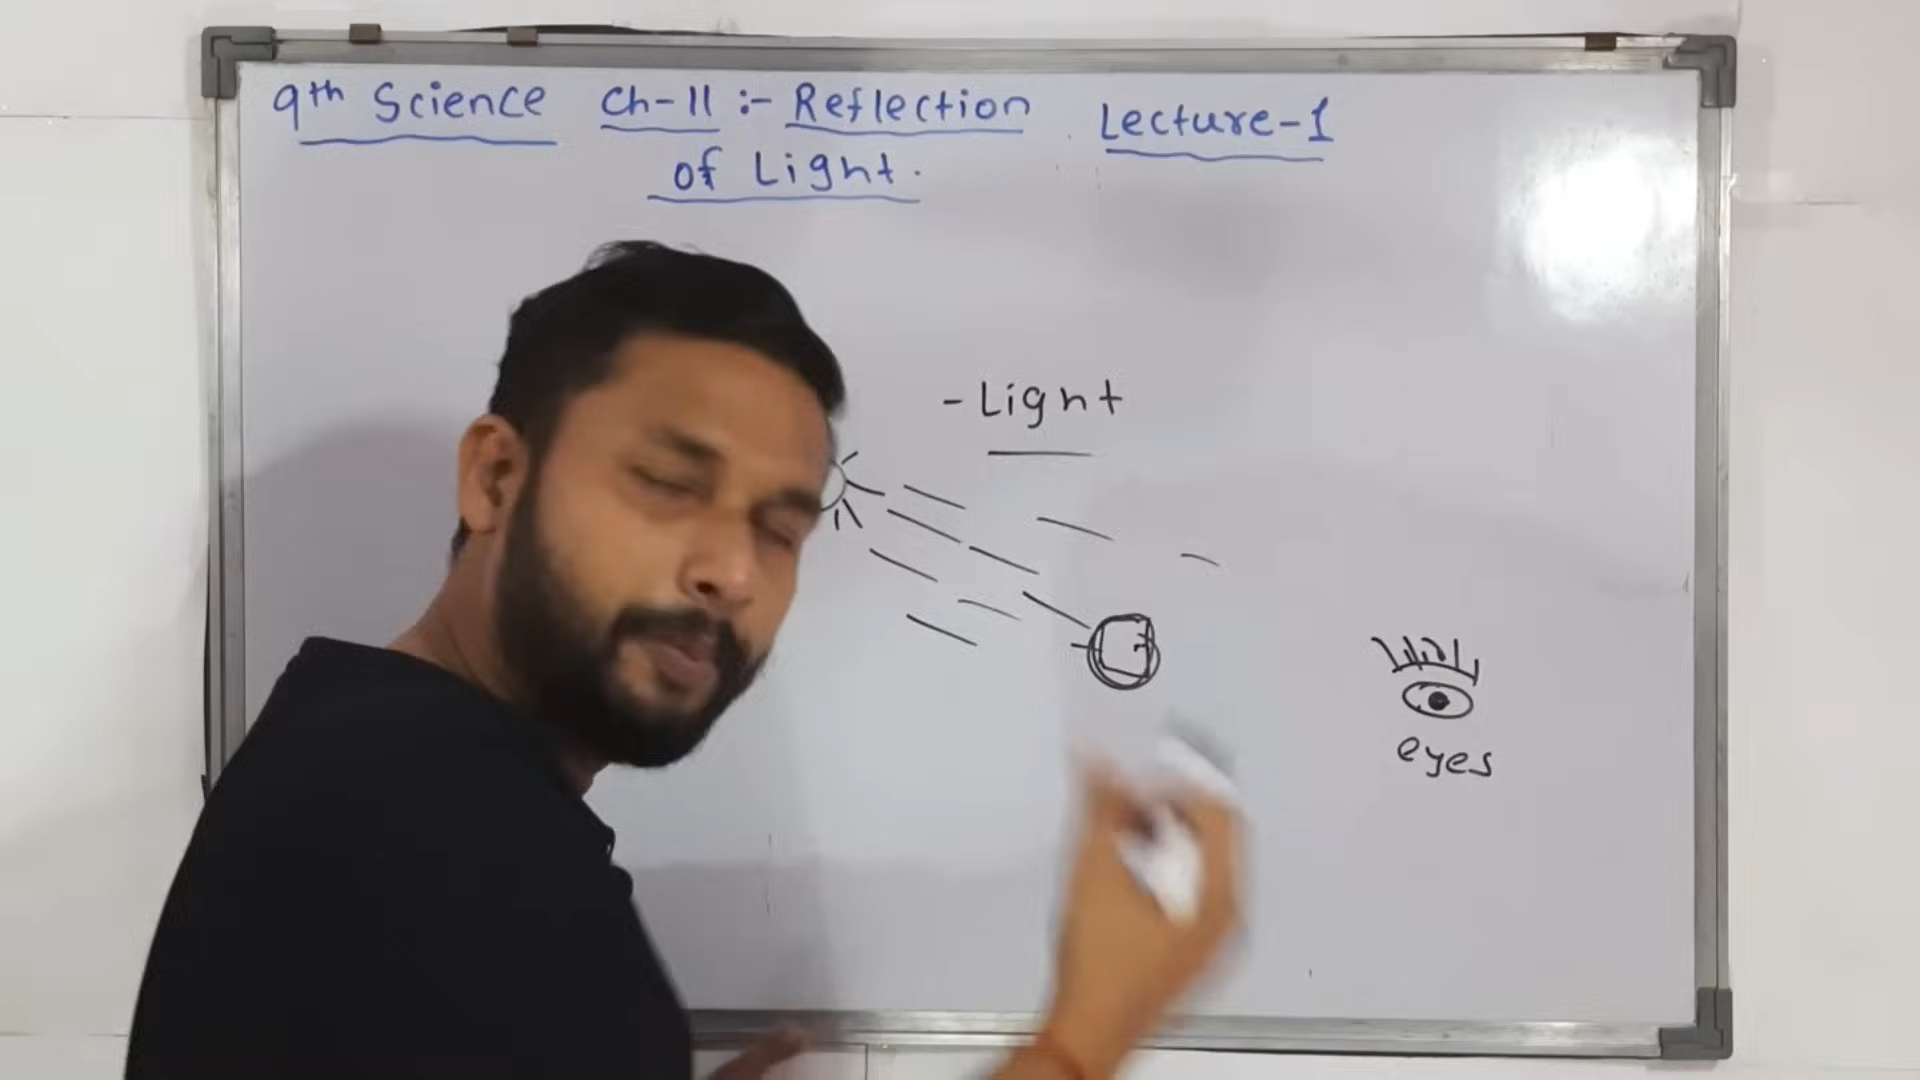 9th Science Ch-11 :- Reflection Lecture-1
of Light.
- Light
eyes